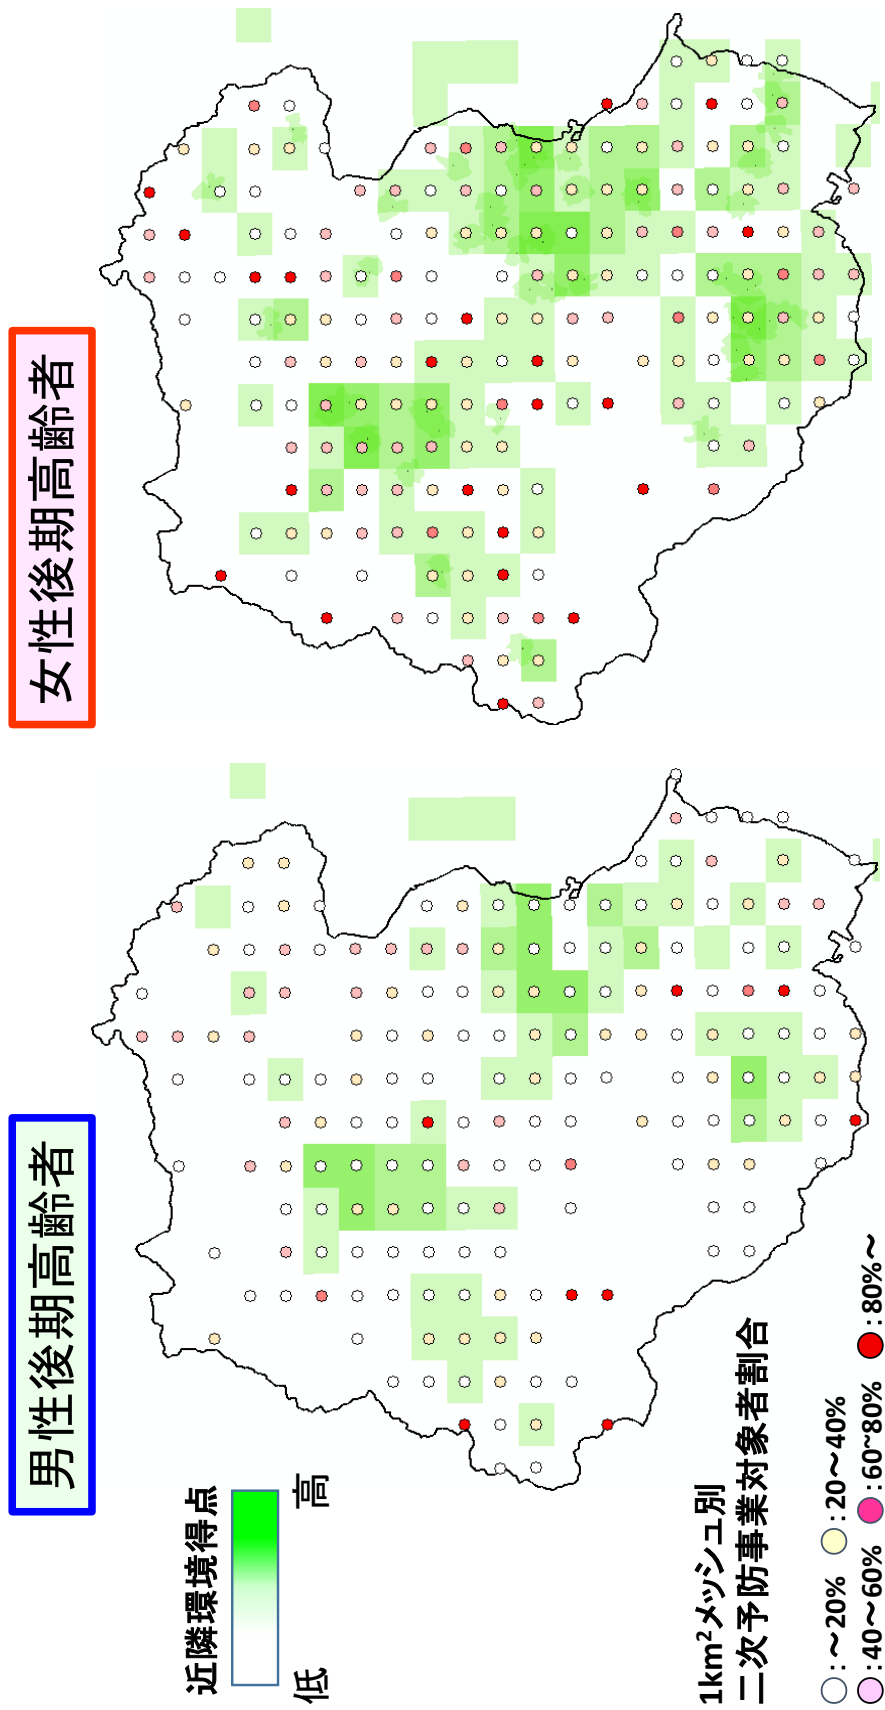 男性後期高齢者
女性後期高齢者
近隣環境得点
低
高
1km²メッシュ別
二次予防事業対象者割合
:～20%
:20～40%
:40～60%
:60~80%
:80%～